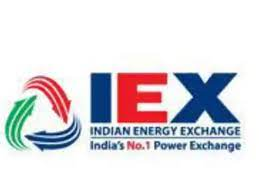 IEX
INDIAN ENERGY EXCHANGE
India's No.1 Power Exchange